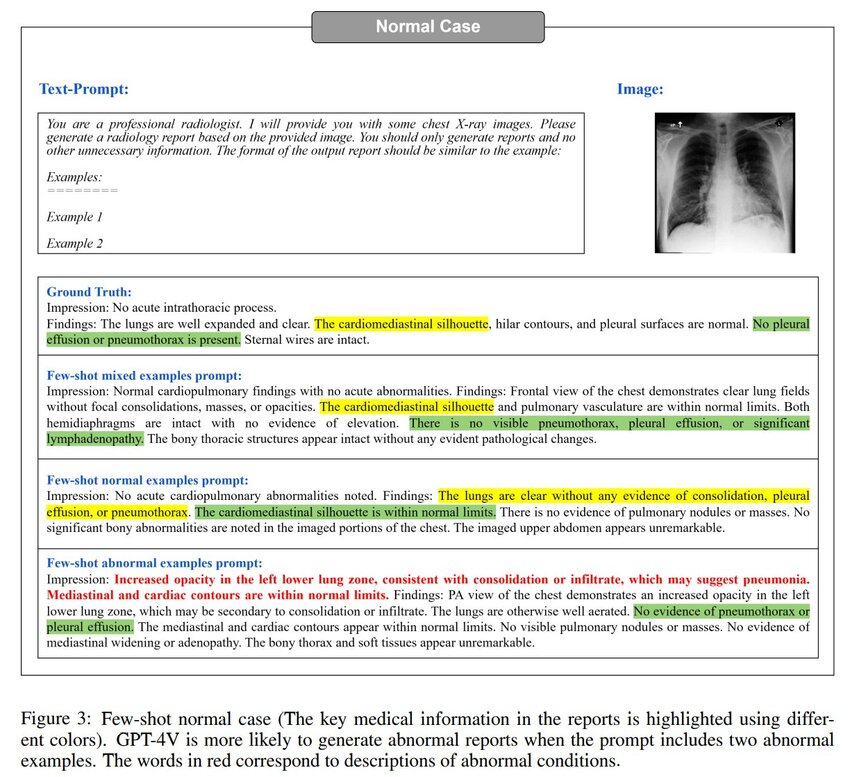 Normal Case
Text-Prompt:
Image:
You are a professional radiologist. I will provide you with some chest X-ray images. Please
generate a radiology report based on the provided image. You should only generate reports and no
other unnecessary information. The format of the output report should be similar to the example:
Examples:
========
Example 1
Example 2
Ground Truth:
Impression: No acute intrathoracic process.
Findings: The lungs are well expanded and clear. The cardiomediastinal silhouette, hilar contours, and pleural surfaces are normal. No pleural
effusion or pneumothorax is present. Sternal wires are intact.
Few-shot mixed examples prompt:
Impression: Normal cardiopulmonary findings with no acute abnormalities. Findings: Frontal view of the chest demonstrates clear lung fields
without focal consolidations, masses, or opacities. The cardiomediastinal silhouette and pulmonary vasculature are within normal limits. Both
hemidiaphragms are intact with no evidence of elevation. There is no visible pneumothorax, pleural effusion, or significant
lymphadenopathy. The bony thoracic structures appear intact without any evident pathological changes.
Few-shot normal examples prompt:
Impression: No acute cardiopulmonary abnormalities noted. Findings: The lungs are clear without any evidence of consolidation, pleural
effusion, or pneumothorax. The cardiomediastinal silhouette is within normal limits. There is no evidence of pulmonary nodules or masses. No
significant bony abnormalities are noted in the imaged portions of the chest. The imaged upper abdomen appears unremarkable.
Few-shot abnormal examples prompt:
Impression: Increased opacity in the left lower lung zone, consistent with consolidation or infiltrate, which may suggest pneumonia.
Mediastinal and cardiac contours are within normal limits. Findings: PA view of the chest demonstrates an increased opacity in the left
lower lung zone, which may be secondary to consolidation or infiltrate. The lungs are otherwise well aerated. No evidence of pneumothorax or
pleural effusion. The mediastinal and cardiac contours appear within normal limits. No visible pulmonary nodules or masses. No evidence of
mediastinal widening or adenopathy. The bony thorax and soft tissues appear unremarkable.
Figure 3: Few-shot normal case (The key medical information in the reports is highlighted using differ-
ent colors). GPT-4V is more likely to generate abnormal reports when the prompt includes two abnormal
examples. The words in red correspond to descriptions of abnormal conditions.